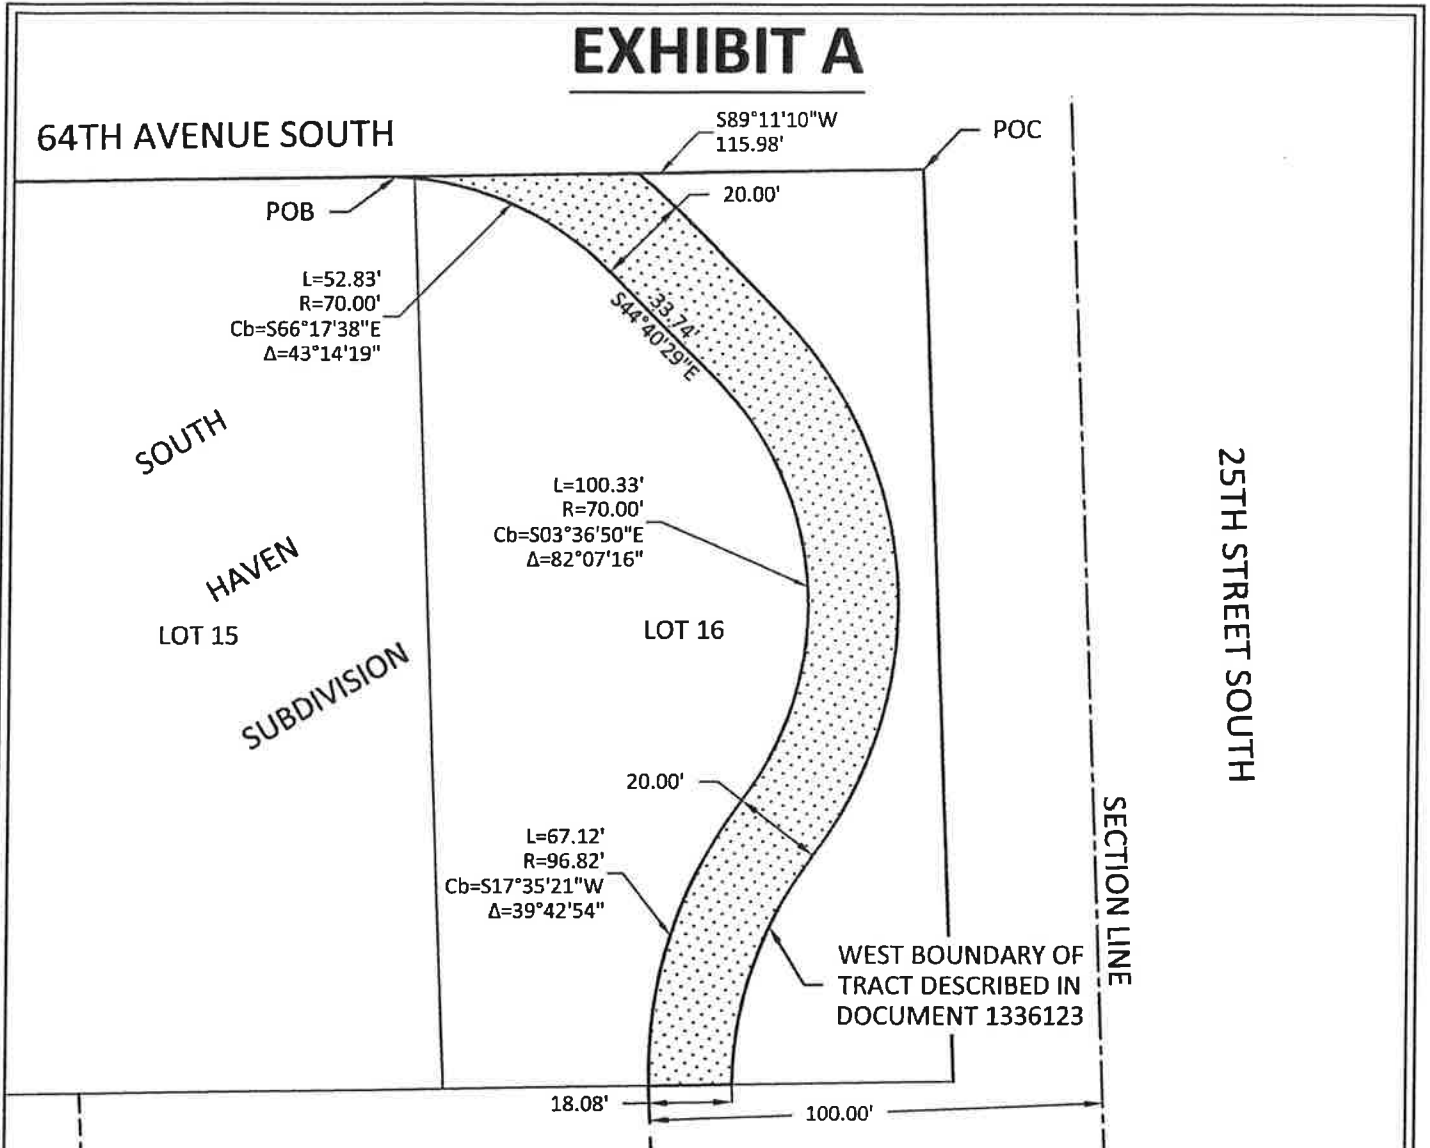 EXHIBIT A
64TH AVENUE SOUTH
S89°11'10"W
115.98'
POC
POB
20.00'
L=52.83'
R=70.00'
Cb=S66°17'38"E
Δ=43°14'19"
33.74'
S44°40'29"E
SOUTH
HAVEN
SUBDIVISION
LOT 15
L=100.33'
R=70.00'
Cb=S03°36'50"E
Δ=82°07'16"
LOT 16
25TH STREET SOUTH
20.00'
L=67.12'
R=96.82'
Cb=S17°35'21"W
Δ=39°42'54"
SECTION LINE
WEST BOUNDARY OF
TRACT DESCRIBED IN
DOCUMENT 1336123
18.08'
100.00'